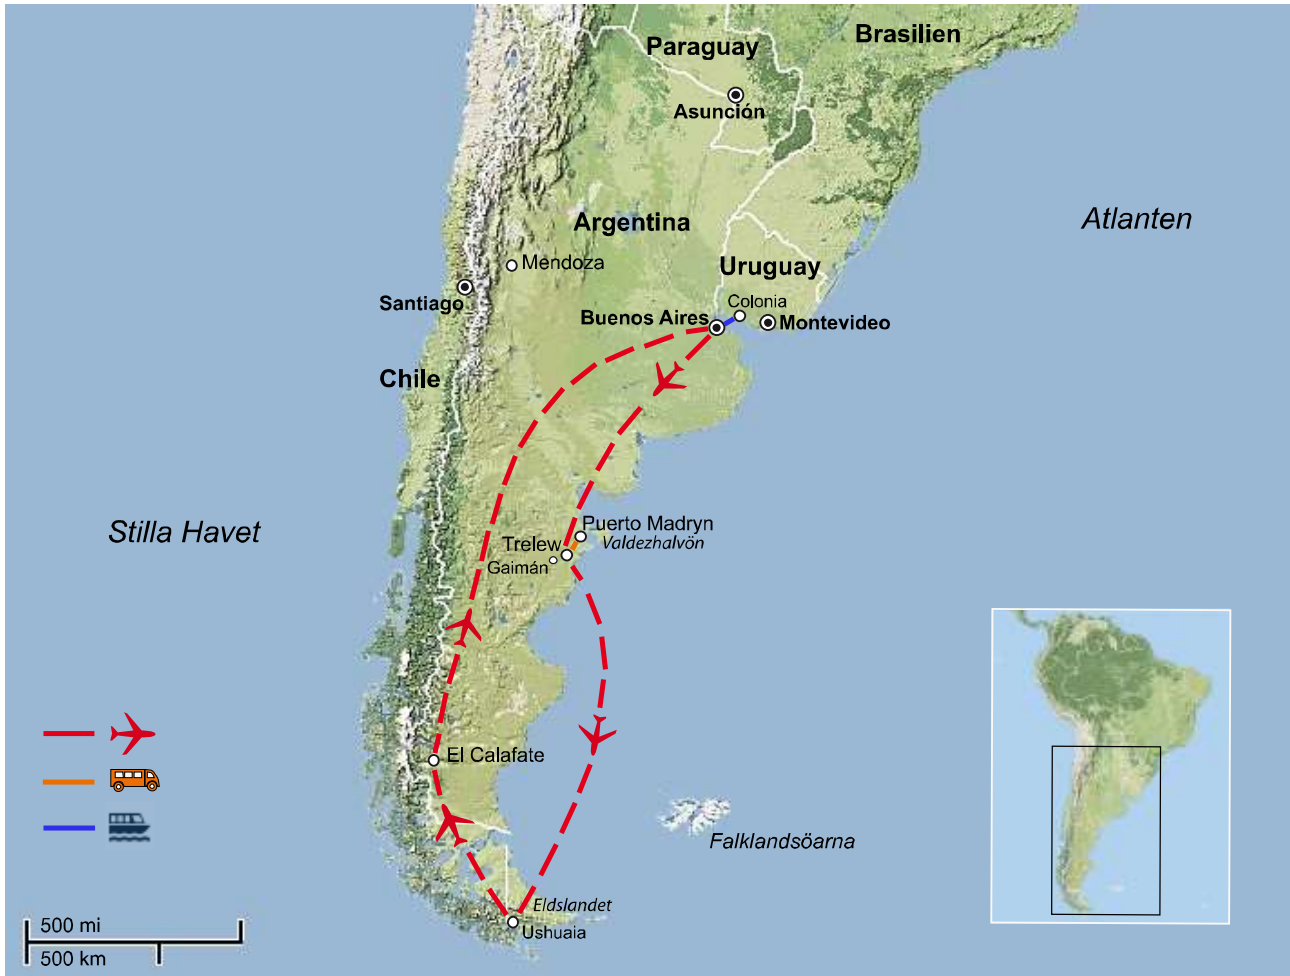 Brasilien
Paraguay
Asunción
Atlanten
Argentina
Mendoza
Uruguay
Santiago
Colonia
Buenos Aires
Montevideo
Chile
Stilla Havet
Puerto Madryn
Valdezhalvön
Trelew
Gaimán
El Calafate
Falklandsöarna
Eldslandet
Ushuaia
500 mi
500 km